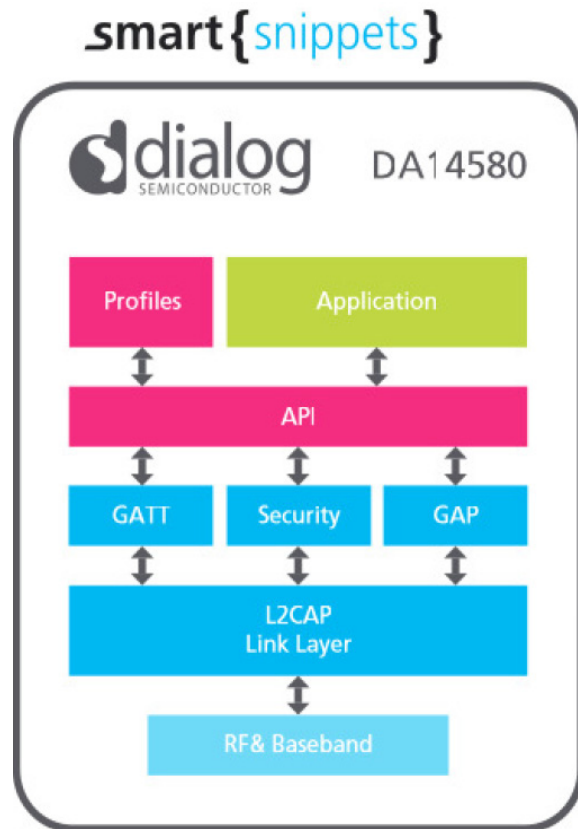 smart{snippets}
dialog
SEMICONDUCTOR
DA14580
Profiles
Application
API
GATT
Security
GAP
L2CAP
Link Layer
RF& Baseband